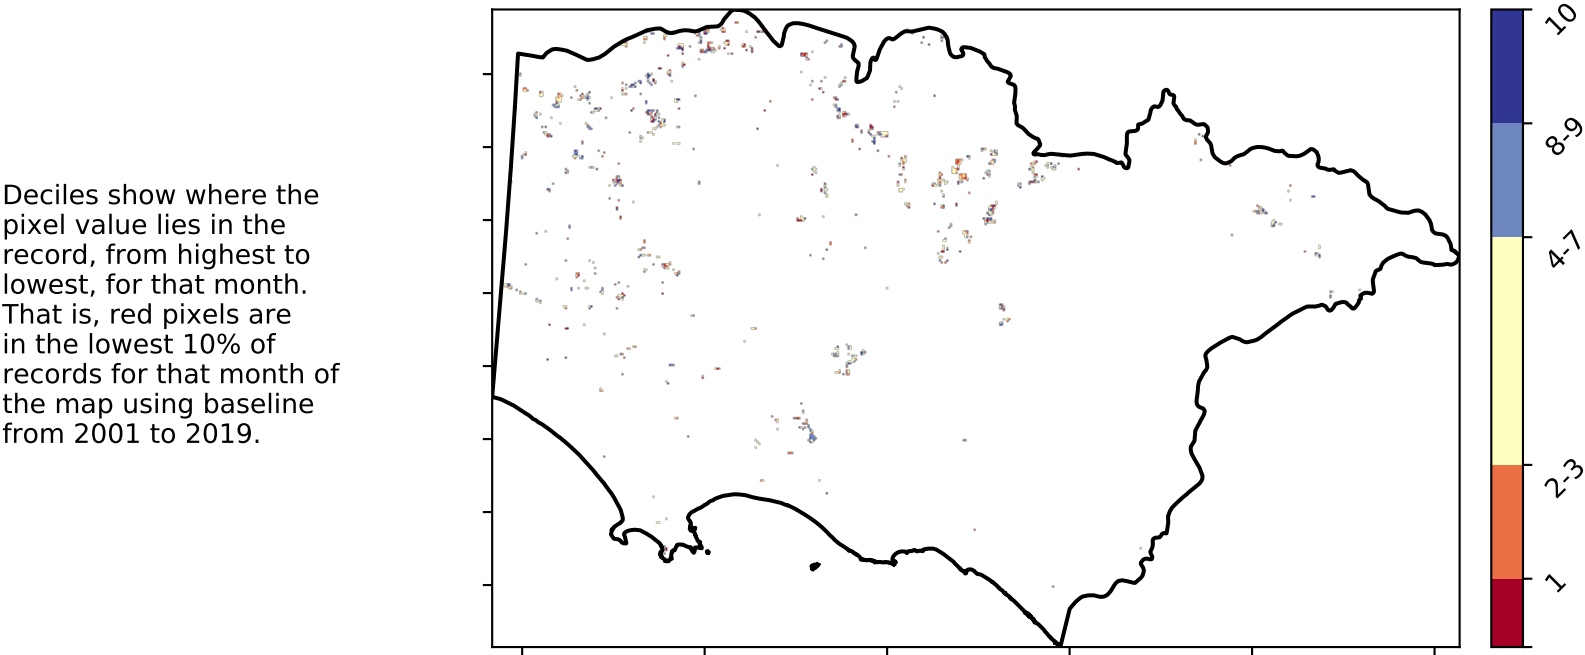 Deciles show where the
pixel value lies in the
record, from highest to
lowest, for that month.
That is, red pixels are
in the lowest 10% of
records for that month of
the map using baseline
from 2001 to 2019.
10
8-9
4-7
2-3
1